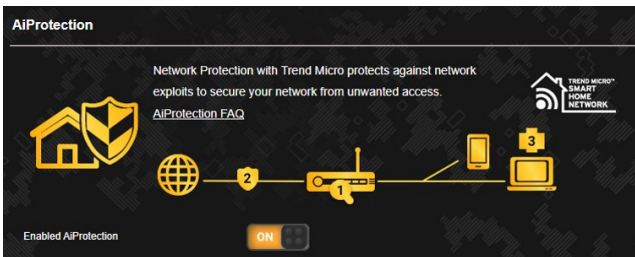 AiProtection
Network Protection with Trend Micro protects against network
exploits to secure your network from unwanted access.
AiProtection FAQ
TREND MICRO™
SMART
HOME
NETWORK
3
2
1
Enabled AiProtection
ON